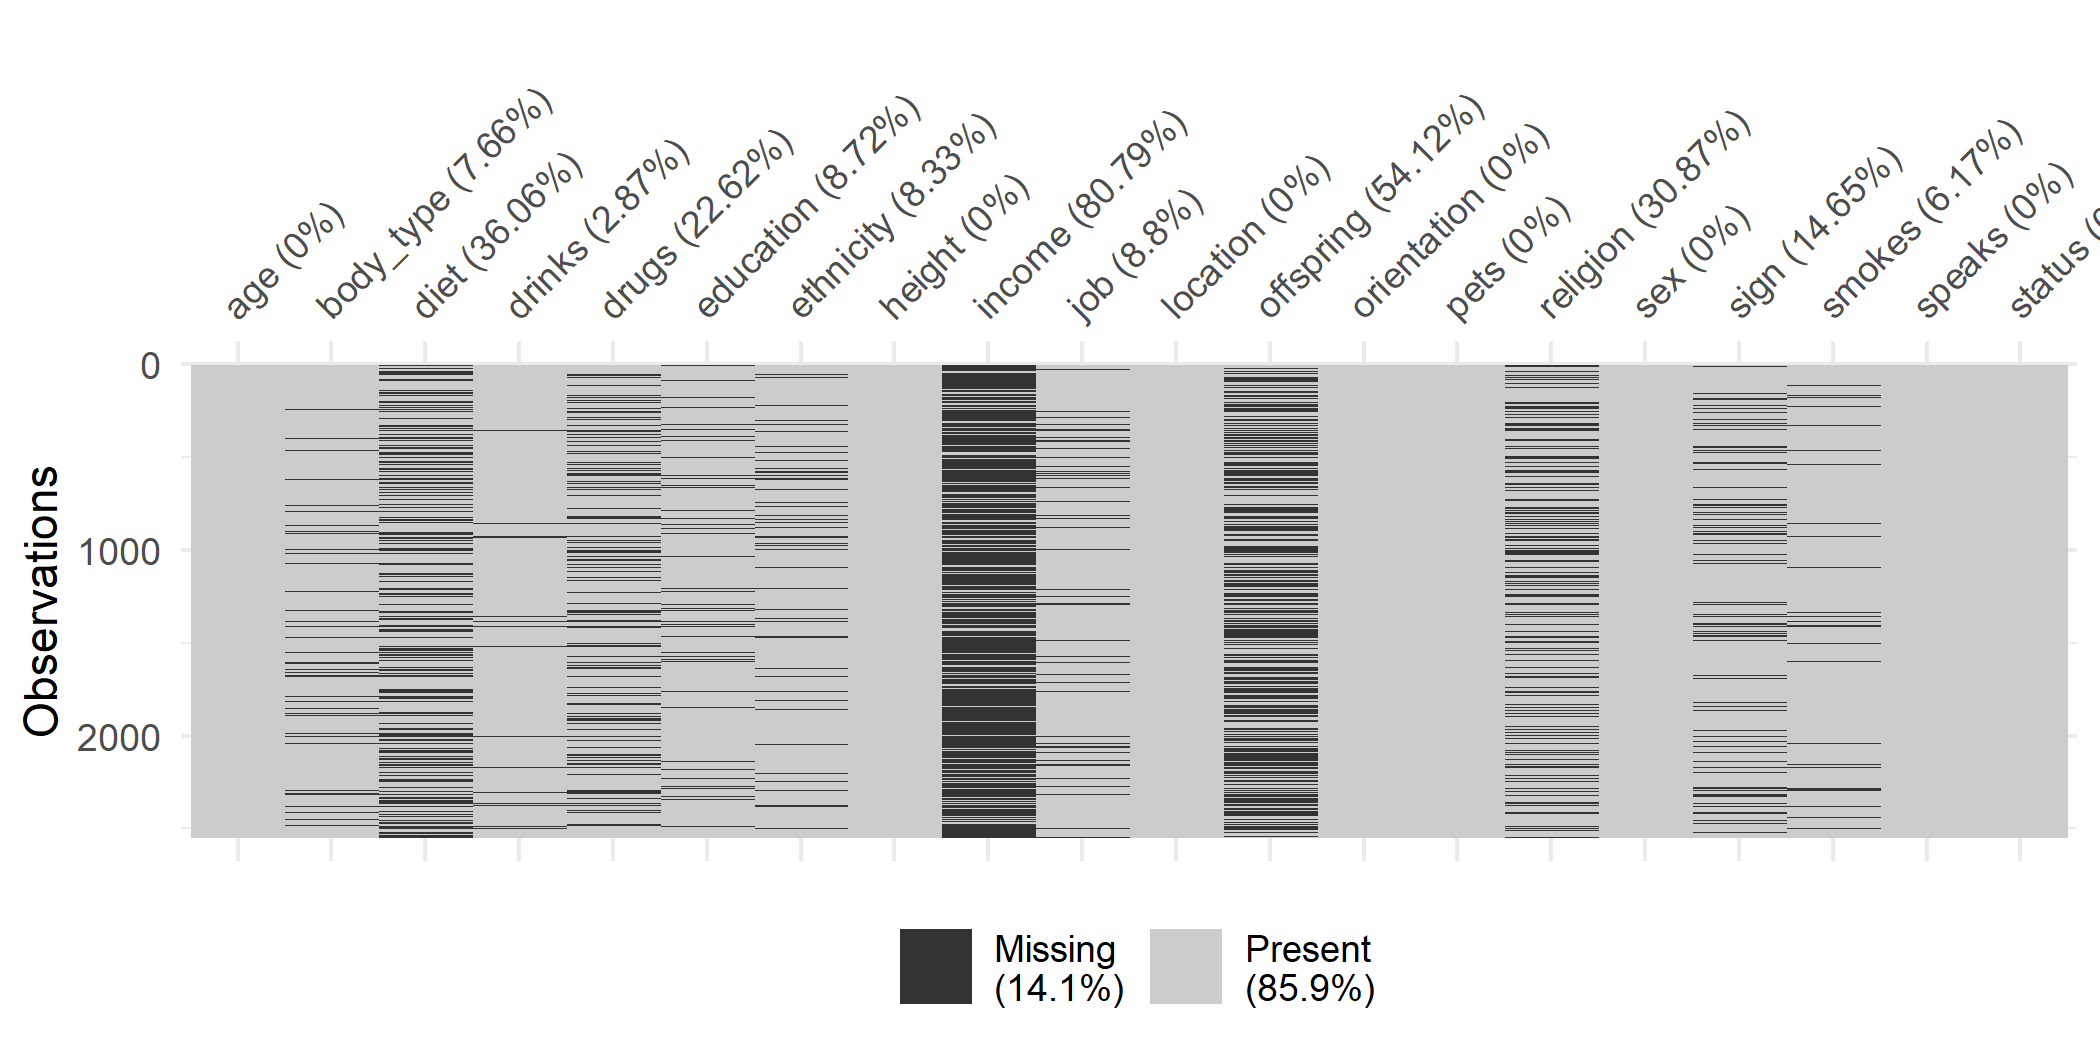 age (0%)
body_type (7.66%)
diet (36.06%)
drinks (2.87%)
drugs (22.62%)
education (8.72%)
ethnicity (8.33%)
height (0%)
income (80.79%)
job (8.8%)
location (0%)
offspring (54.12%)
orientation (0%)
pets (0%)
religion (30.87%)
sex (0%)
sign (14.65%)
smokes (6.17%)
speaks (0%)
status
Observations
0
1000
2000
Missing
(14.1%)
Present
(85.9%)